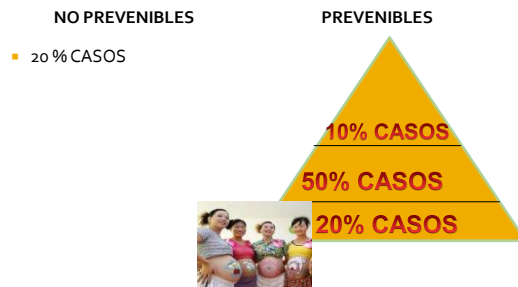 NO PREVENIBLES
PREVENIBLES
20 % CASOS
10% CASOS
50% CASOS
20% CASOS